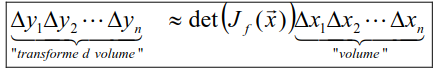 Δy₁Δy₂⋯Δyₙ ≈ det(J_f(x⃗))Δx₁Δx₂⋯Δxₙ
"transforme d volume" "volume"